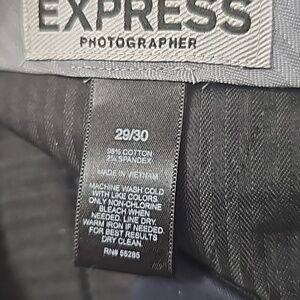 EXPRESS
PHOTOGRAPHER
29/30
98% COTTON
2% SPANDEX
MADE IN VIETNAM
MACHINE WASH COLD
WITH LIKE COLORS.
ONLY NON-CHLORINE
BLEACH WHEN
NEEDED. LINE DRY.
WARM IRON IF NEEDED.
FOR BEST RESULTS
DRY CLEAN.
RN# 55285